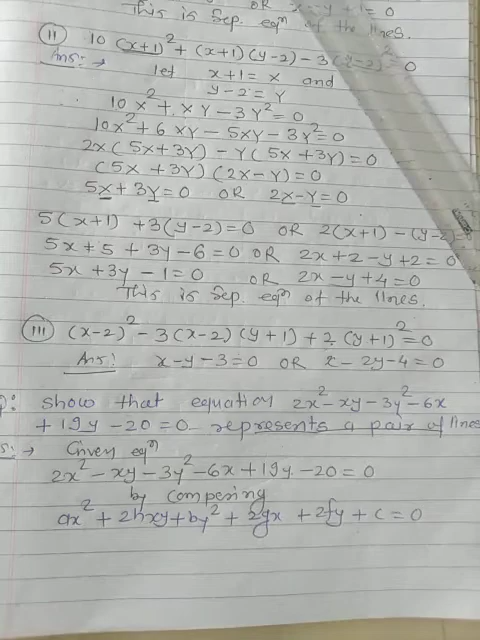 This is Sep. eqn of the lines.
(ii) 10 (x+1)² + (x+1) (y-2) - 3 (y-2)² = 0
Ans:→ let x+1 = X and
y-2 = Y
10x² + XY - 3Y² = 0
10x² + 6XY - 5XY - 3Y² = 0
2x(5x+3Y) - Y(5x+3Y) = 0
(5x+3Y) (2x-Y) = 0
5x+3y=0 OR 2x-Y=0
5(x+1) +3(y-2)=0 OR 2(x+1) - (y-2)=0
5x+5 + 3y-6 = 0 OR 2x+2-y+2 = 0
5x+3y-1=0 OR 2x-y+4=0
This is Sep. eqn of the lines.
(iii) (x-2)² - 3(x-2) (y+1) + 2 (y+1)² = 0
Ans: x-y-3=0 OR x-2y-4=0
show that equation 2x²-xy-3y²-6x
+19y-20=0 represents a pair of lines
→ Given eqn
2x²-xy-3y²-6x+19y-20=0
by compering
ax²+2hxy+by²+2gx+2fy+c=0